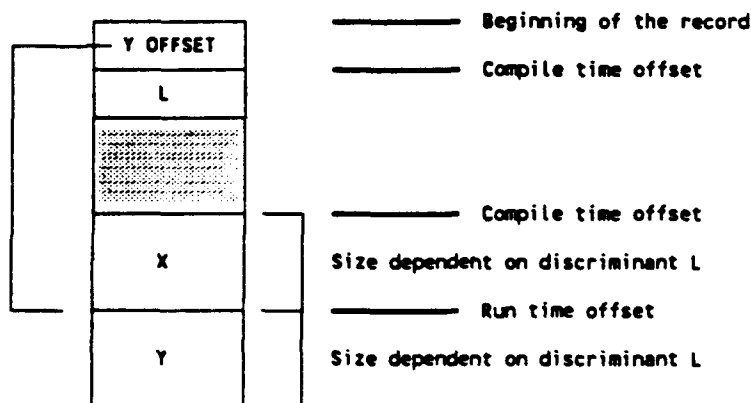 Beginning of the record
Y OFFSET
Compile time offset
L
Compile time offset
X
Size dependent on discriminant L
Run time offset
Y
Size dependent on discriminant L